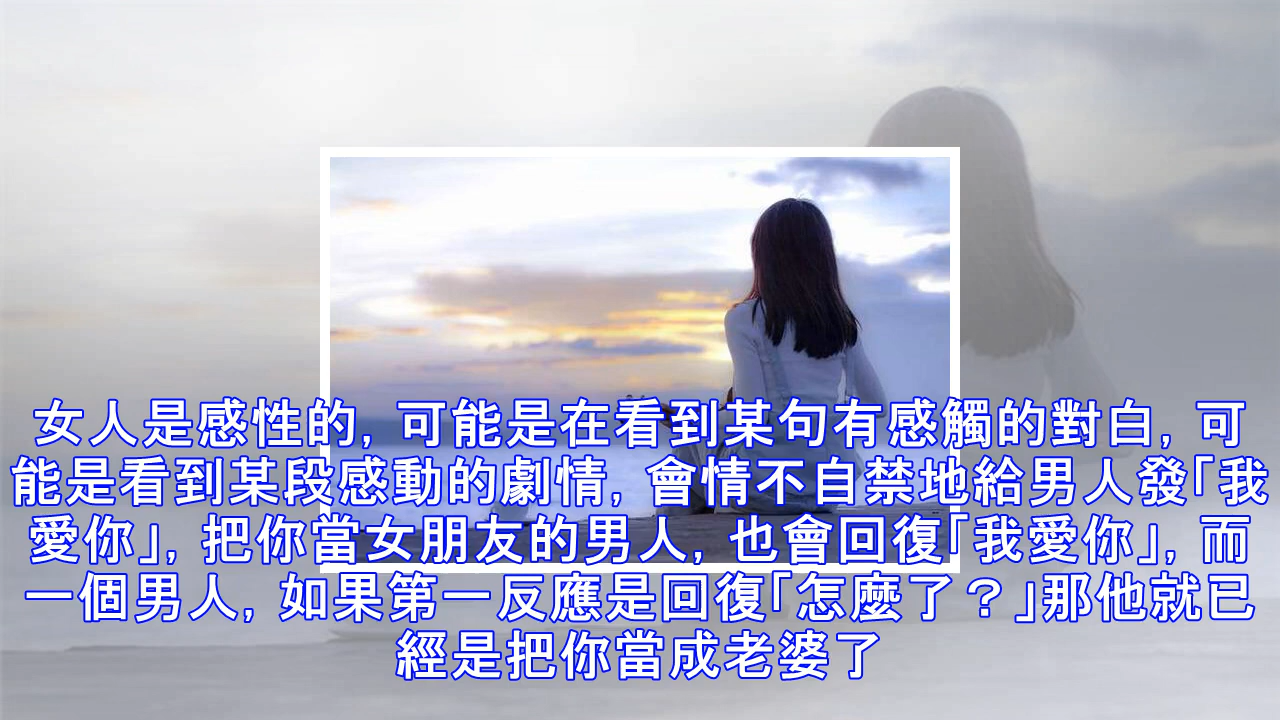 女人是感性的, 可能是在看到某句有感觸的對白, 可
能是看到某段感動的劇情, 會情不自禁地給男人發「我
愛你」, 把你當女朋友的男人, 也會回復「我愛你」, 而
一個男人, 如果第一反應是回復「怎麼了？」那他就已
經是把你當成老婆了